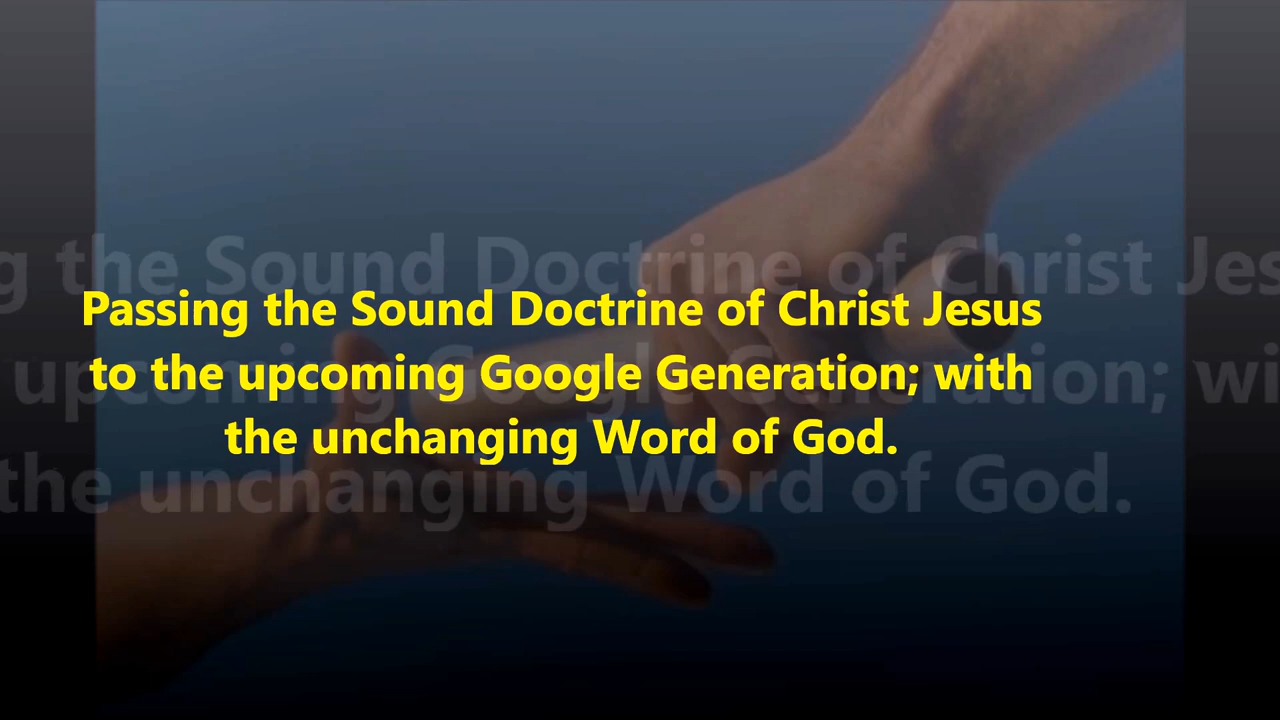 Passing the Sound Doctrine of Christ Jesus
to the upcoming Google Generation; with
the unchanging Word of God.